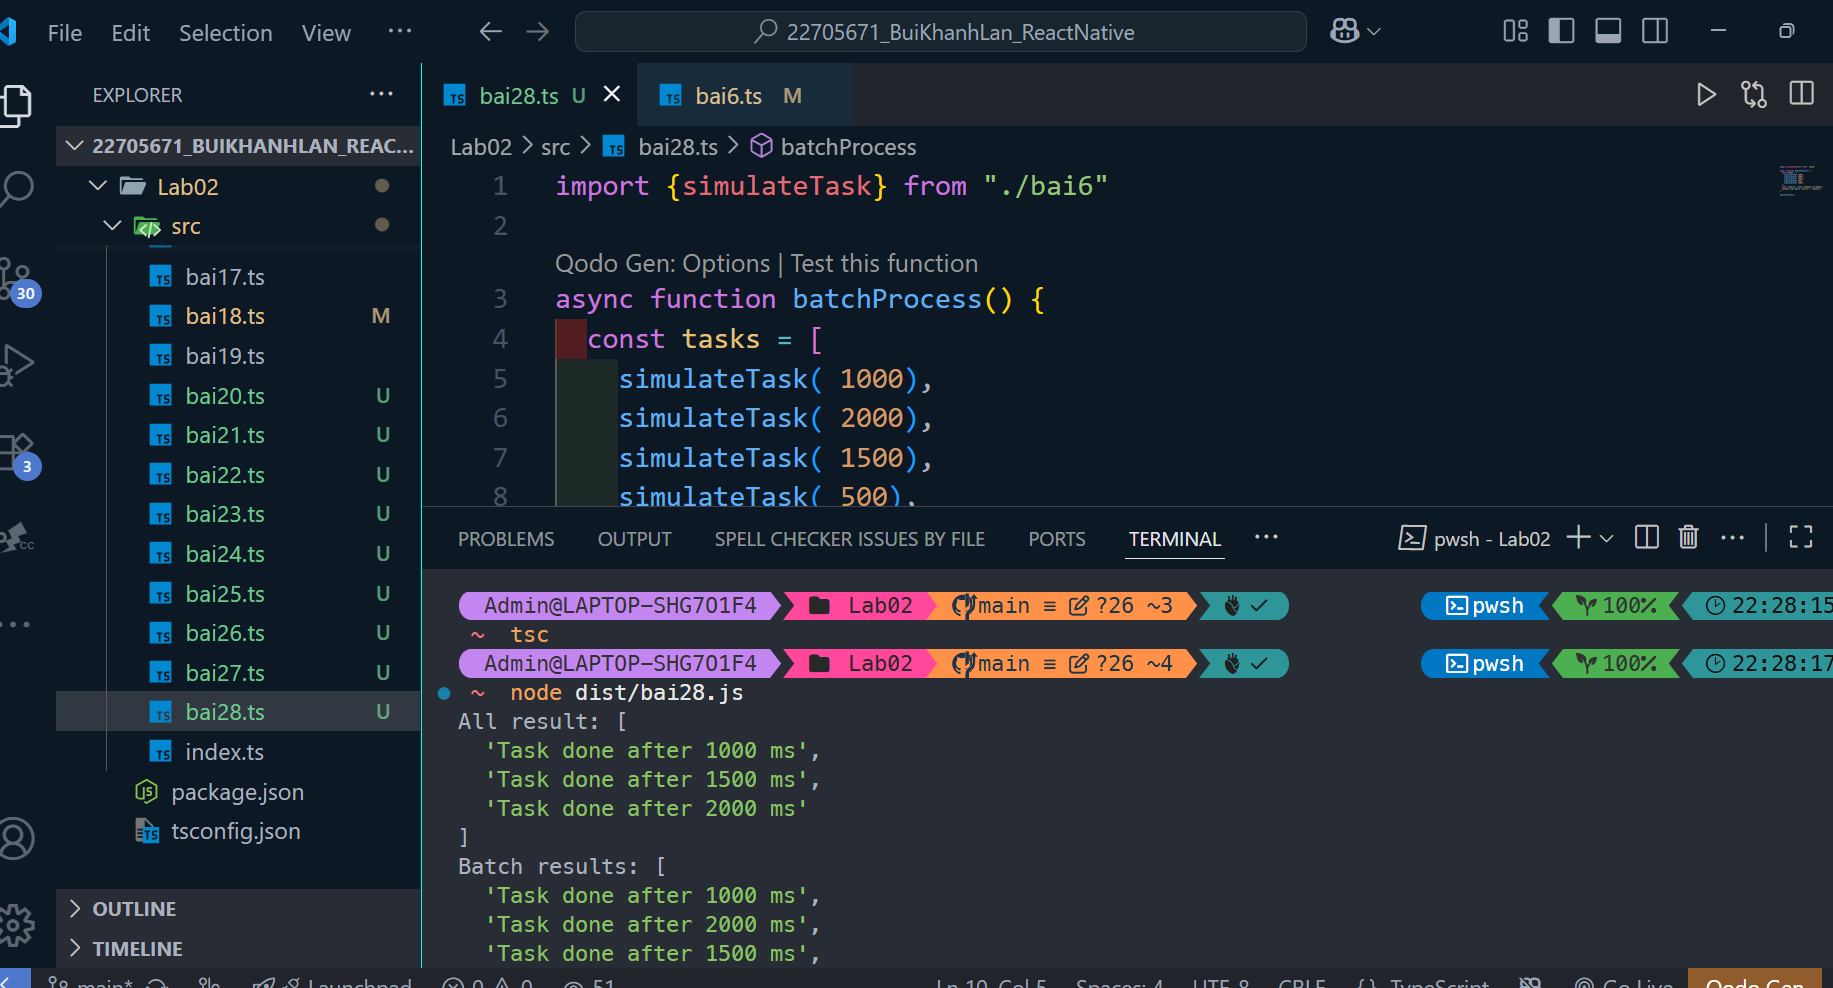 File Edit Selection View ···
22705671_BuiKhanhLan_ReactNative
EXPLORER ···
22705671_BUIKHANHLAN_REAC...
Lab02
src
bai17.ts
bai18.ts M
bai19.ts
bai20.ts U
bai21.ts U
bai22.ts U
bai23.ts U
bai24.ts U
bai25.ts U
bai26.ts U
bai27.ts U
bai28.ts U
index.ts
package.json
tsconfig.json
OUTLINE
TIMELINE
30
3
CC
TS bai28.ts U
TS bai6.ts M
Lab02 > src > TS bai28.ts > batchProcess
1 import {simulateTask} from "./bai6"
2
Qodo Gen: Options | Test this function
3 async function batchProcess() {
4 const tasks = [
5 simulateTask( 1000),
6 simulateTask( 2000),
7 simulateTask( 1500),
8 simulateTask( 500),
PROBLEMS OUTPUT SPELL CHECKER ISSUES BY FILE PORTS TERMINAL ···
pwsh - Lab02
Admin@LAPTOP-SHG7O1F4 Lab02 main ≡ ?26 ~3 pwsh 100% 22:28:15
~ tsc
Admin@LAPTOP-SHG7O1F4 Lab02 main ≡ ?26 ~4 pwsh 100% 22:28:17
~ node dist/bai28.js
All result: [
'Task done after 1000 ms',
'Task done after 1500 ms',
'Task done after 2000 ms'
]
Batch results: [
'Task done after 1000 ms',
'Task done after 2000 ms',
'Task done after 1500 ms',
main* Launchpad 0 0 51 Ln 10, Col 5 Spaces: 4 UTF-8 CRLF {} TypeScript Go Live Qodo Gen